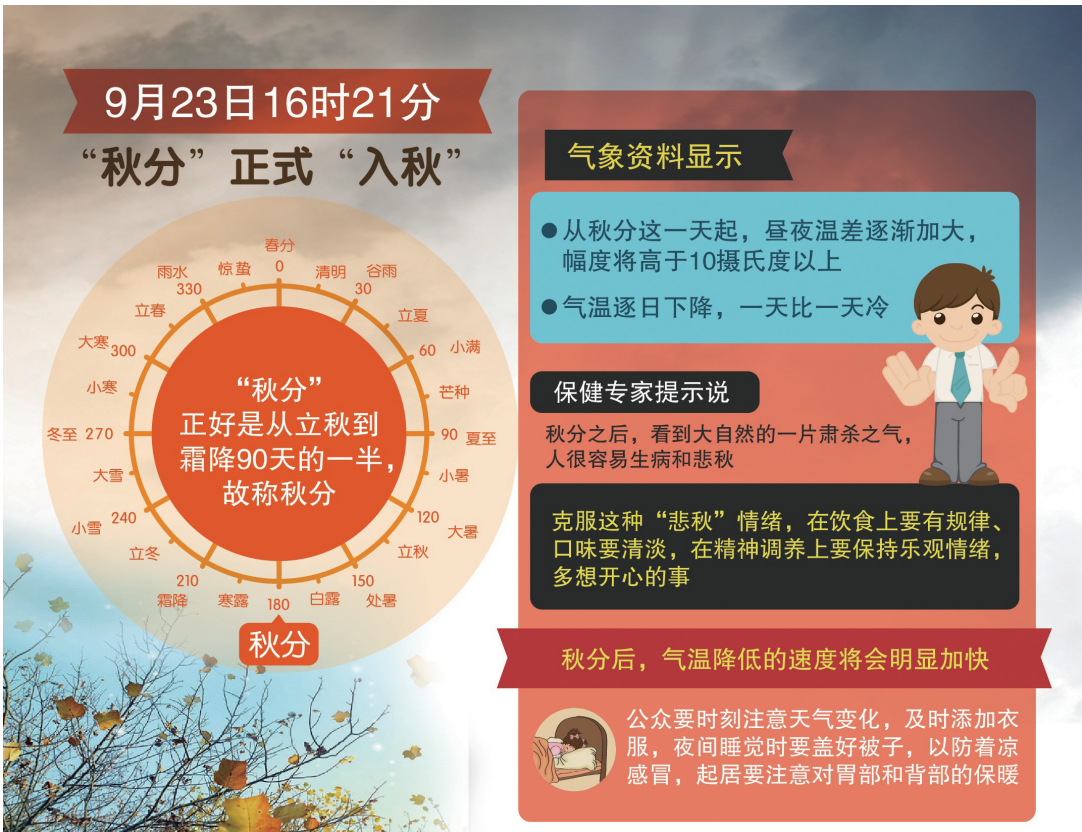 9月23日16时21分
“秋分” 正式 “入秋”
春分
0
惊蛰
清明
雨水
谷雨
330
30
立春
立夏
大寒
300
60
小满
小寒
芒种
冬至
270
90
夏至
大雪
小暑
240
120
小雪
大暑
立冬
立秋
210
150
霜降
寒露
180
白露
处暑
秋分
“秋分”
正好是从立秋到
霜降90天的一半，
故称秋分
气象资料显示
●从秋分这一天起，昼夜温差逐渐加大，
幅度将高于10摄氏度以上
●气温逐日下降，一天比一天冷
保健专家提示说
秋分之后，看到大自然的一片肃杀之气，
人很容易生病和悲秋
克服这种“悲秋”情绪，在饮食上要有规律、
口味要清淡，在精神调养上要保持乐观情绪，
多想开心的事
秋分后，气温降低的速度将会明显加快
公众要时刻注意天气变化，及时添加衣
服，夜间睡觉时要盖好被子，以防着凉
感冒，起居要注意对胃部和背部的保暖